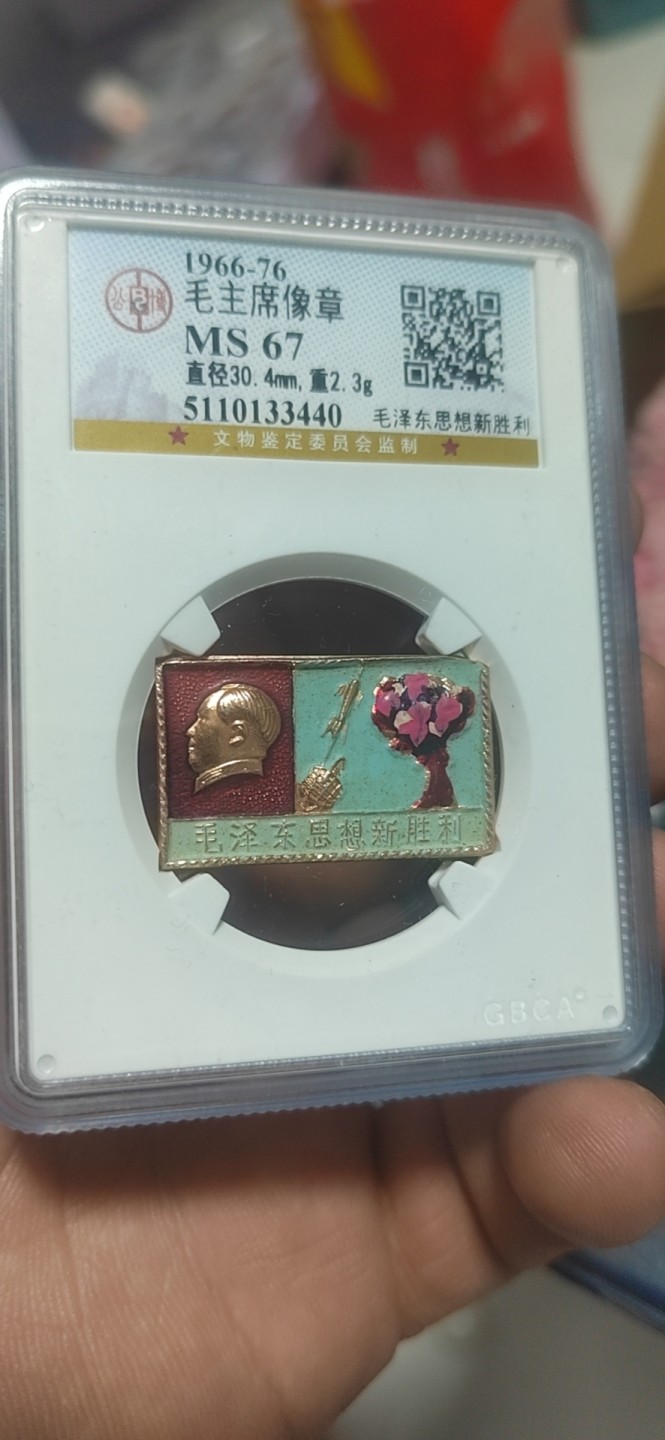 1966-76
毛主席像章
MS 67
直径30.4mm,重2.3g
5110133440
毛泽东思想新胜利
★ 文物鉴定委员会监制 ★
毛泽东思想新胜利
GBCA